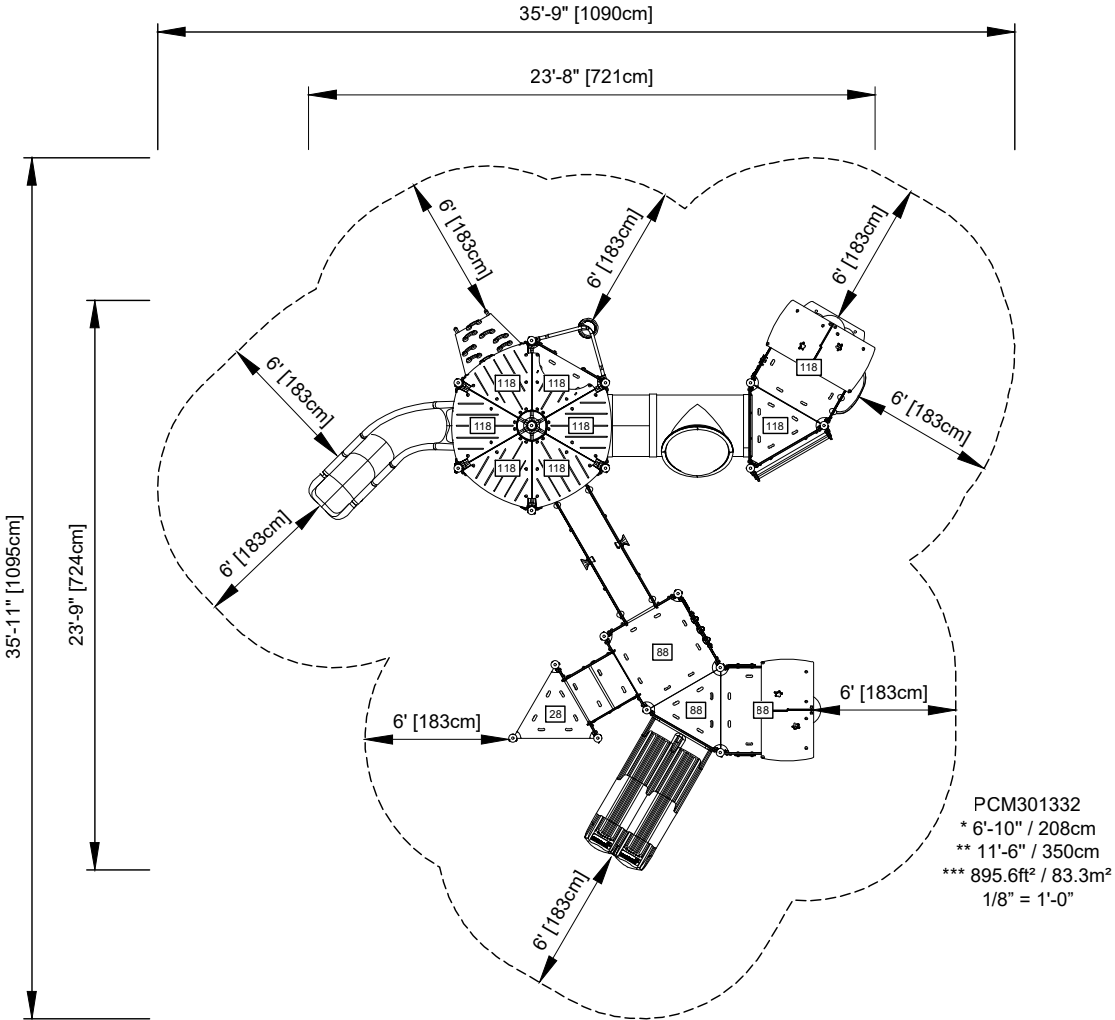 35'-9" [1090cm]
23'-8" [721cm]
35'-11" [1095cm]
23'-9" [724cm]
6' [183cm]
6' [183cm]
6' [183cm]
6' [183cm]
6' [183cm]
6' [183cm]
118
118
118
118
118
118
118
118
6' [183cm]
88
88
88
28
6' [183cm]
6' [183cm]
6' [183cm]
PCM301332
* 6'-10" / 208cm
** 11'-6" / 350cm
*** 895.6ft² / 83.3m²
1/8” = 1'-0”